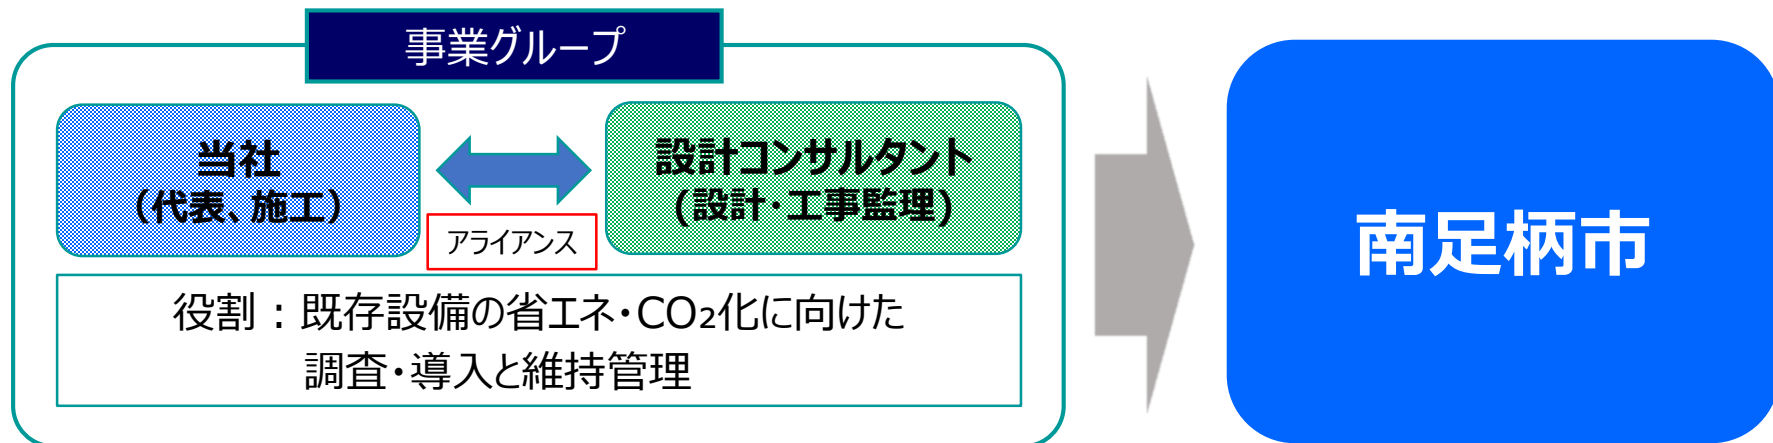 事業グループ
当社
（代表、施工）
設計コンサルタント
(設計・工事監理)
アライアンス
役割：既存設備の省エネ・CO₂化に向けた
調査・導入と維持管理
南足柄市